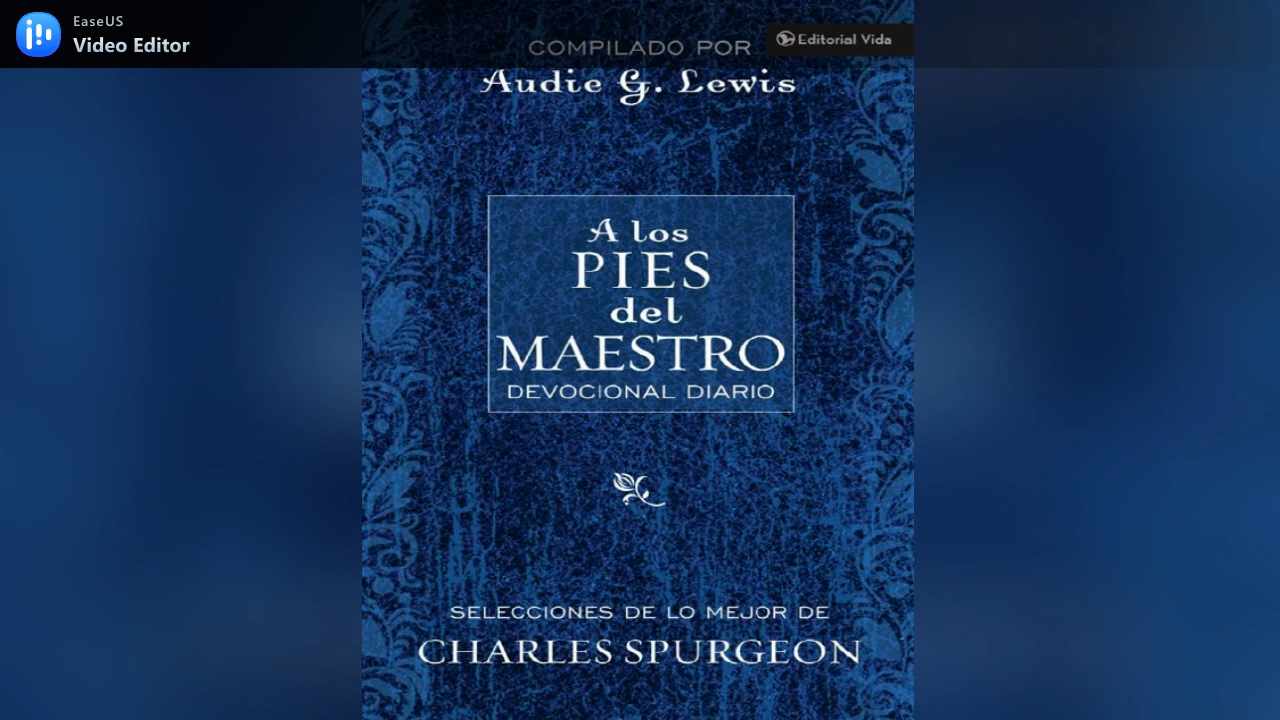 EaseUS
Video Editor
COMPILADO POR
Editorial Vida
Audie G. Lewis
A los
PIES
del
MAESTRO
DEVOCIONAL DIARIO
SELECCIONES DE LO MEJOR DE
CHARLES SPURGEON